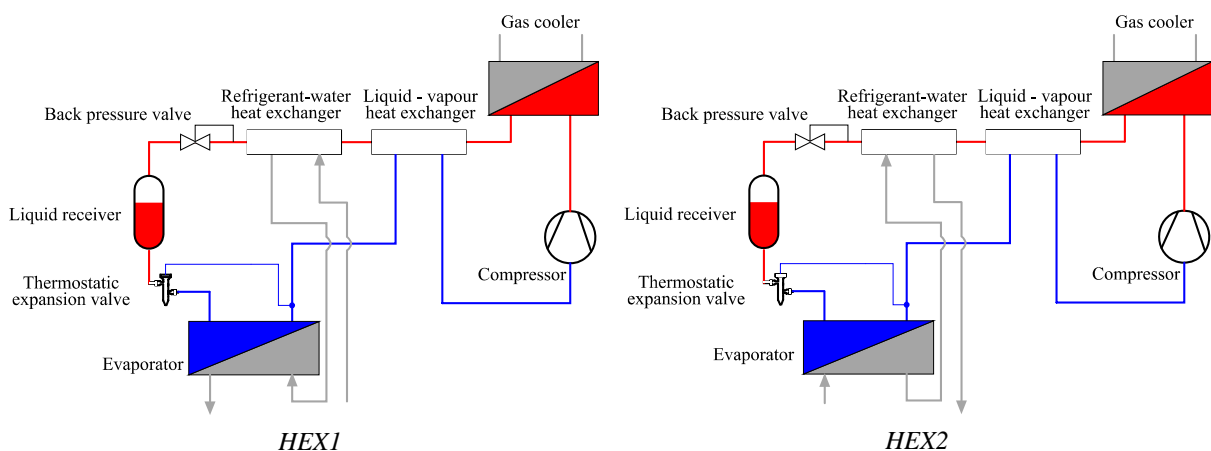 Gas cooler
Refrigerant-water
heat exchanger
Liquid - vapour
heat exchanger
Back pressure valve
Liquid receiver
Thermostatic
expansion valve
Compressor
Evaporator
HEX1
Gas cooler
Refrigerant-water
heat exchanger
Liquid - vapour
heat exchanger
Back pressure valve
Liquid receiver
Thermostatic
expansion valve
Compressor
Evaporator
HEX2